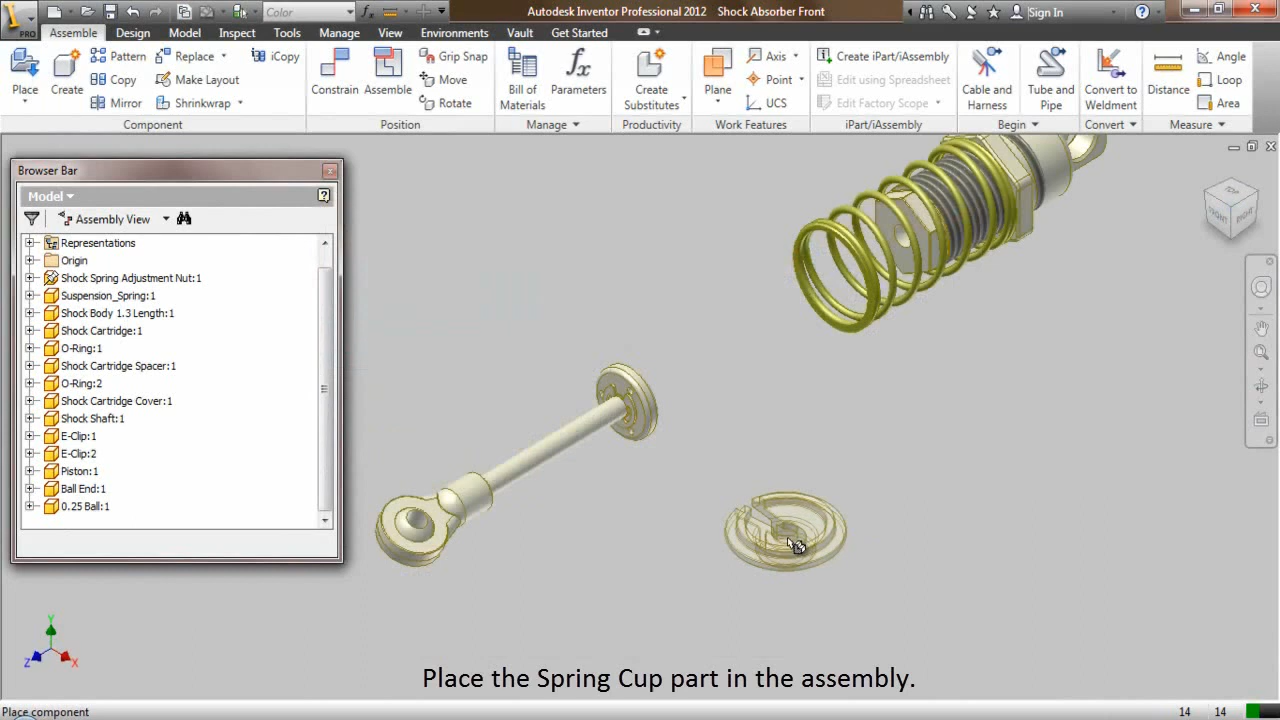 Color
fx
Autodesk Inventor Professional 2012 Shock Absorber Front
Sign In
PRO
Assemble Design Model Inspect Tools Manage View Environments Vault Get Started
Place
Create
Pattern
Copy
Mirror
Replace
Make Layout
Shrinkwrap
iCopy
Component
Constrain
Assemble
Grip Snap
Move
Rotate
Position
Bill of
Materials
fx
Parameters
Manage
Create
Substitutes
Productivity
Plane
Axis
Point
UCS
Work Features
Create iPart/iAssembly
Edit using Spreadsheet
Edit Factory Scope
iPart/iAssembly
Cable and
Harness
Tube and
Pipe
Begin
Convert to
Weldment
Convert
Distance
Angle
Loop
Area
Measure
Browser Bar
Model
Assembly View
Representations
Origin
Shock Spring Adjustment Nut:1
Suspension_Spring:1
Shock Body 1.3 Length:1
Shock Cartridge:1
O-Ring:1
Shock Cartridge Spacer:1
O-Ring:2
Shock Cartridge Cover:1
Shock Shaft:1
E-Clip:1
E-Clip:2
Piston:1
Ball End:1
0.25 Ball:1
FRONT
RIGHT
Y
Z
X
Place the Spring Cup part in the assembly.
Place component
14 14